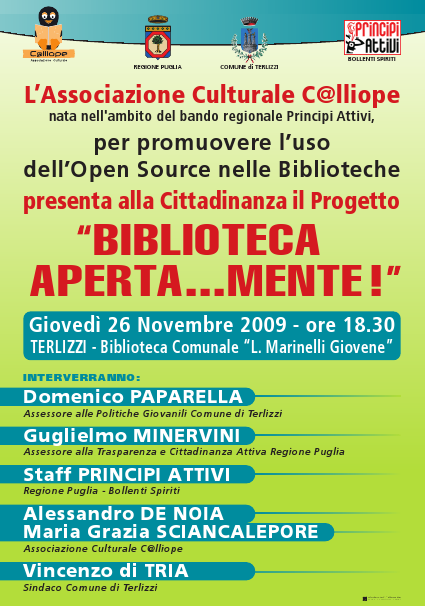 C@lliope
Associazione Culturale
REGIONE PUGLIA
COMUNE di TERLIZZI
PRiNCiPi
ATTiVi
BOLLENTI SPIRITI
L'Associazione Culturale C@lliope
nata nell'ambito del bando regionale Principi Attivi,
per promuovere l'uso
dell'Open Source nelle Biblioteche
presenta alla Cittadinanza il Progetto
"BIBLIOTECA
APERTA...MENTE!"
Giovedì 26 Novembre 2009 - ore 18.30
TERLIZZI - Biblioteca Comunale "L. Marinelli Giovene"
INTERVERRANNO:
Domenico PAPARELLA
Assessore alle Politiche Giovanili Comune di Terlizzi
Guglielmo MINERVINI
Assessore alla Trasparenza e Cittadinanza Attiva Regione Puglia
Staff PRINCIPI ATTIVI
Regione Puglia - Bollenti Spiriti
Alessandro DE NOIA
Maria Grazia SCIANCALEPORE
Associazione Culturale C@lliope
Vincenzo di TRIA
Sindaco Comune di Terlizzi